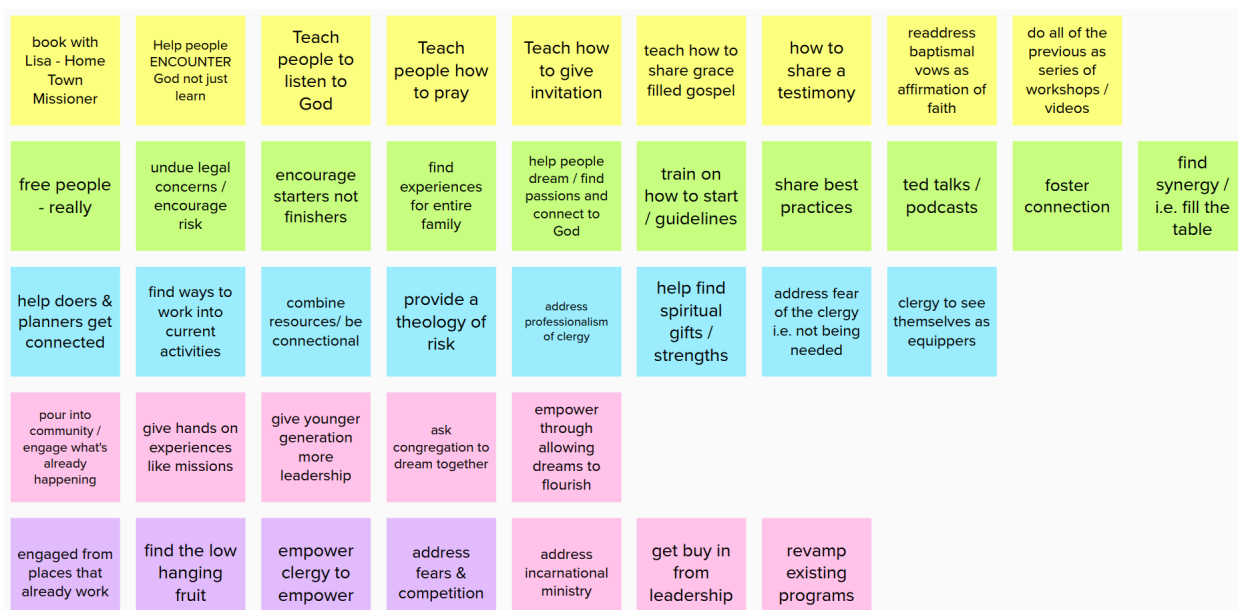 book with
Lisa - Home
Town
Missioner
Help people
ENCOUNTER
God not just
learn
Teach
people to
listen to
God
Teach
people how
to pray
Teach how
to give
invitation
teach how to
share grace
filled gospel
how to
share a
testimony
readdress
baptismal
vows as
affirmation of
faith
do all of the
previous as
series of
workshops /
videos
free people
- really
undue legal
concerns /
encourage
risk
encourage
starters not
finishers
find
experiences
for entire
family
help people
dream / find
passions and
connect to
God
train on
how to start
/ guidelines
share best
practices
ted talks /
podcasts
foster
connection
find
synergy /
i.e. fill the
table
help doers &
planners get
connected
find ways to
work into
current
activities
combine
resources/ be
connectional
provide a
theology of
risk
address
professionalism
of clergy
help find
spiritual
gifts /
strengths
address fear
of the clergy
i.e. not being
needed
clergy to see
themselves as
equippers
pour into
community /
engage what's
already
happening
give hands on
experiences
like missions
give younger
generation
more
leadership
ask
congregation to
dream together
empower
through
allowing
dreams to
flourish
engaged from
places that
already work
find the low
hanging
fruit
empower
clergy to
empower
address
fears &
competition
address
incarnational
ministry
get buy in
from
leadership
revamp
existing
programs